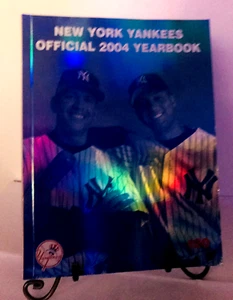 NEW YORK YANKEES
OFFICIAL 2004 YEARBOOK